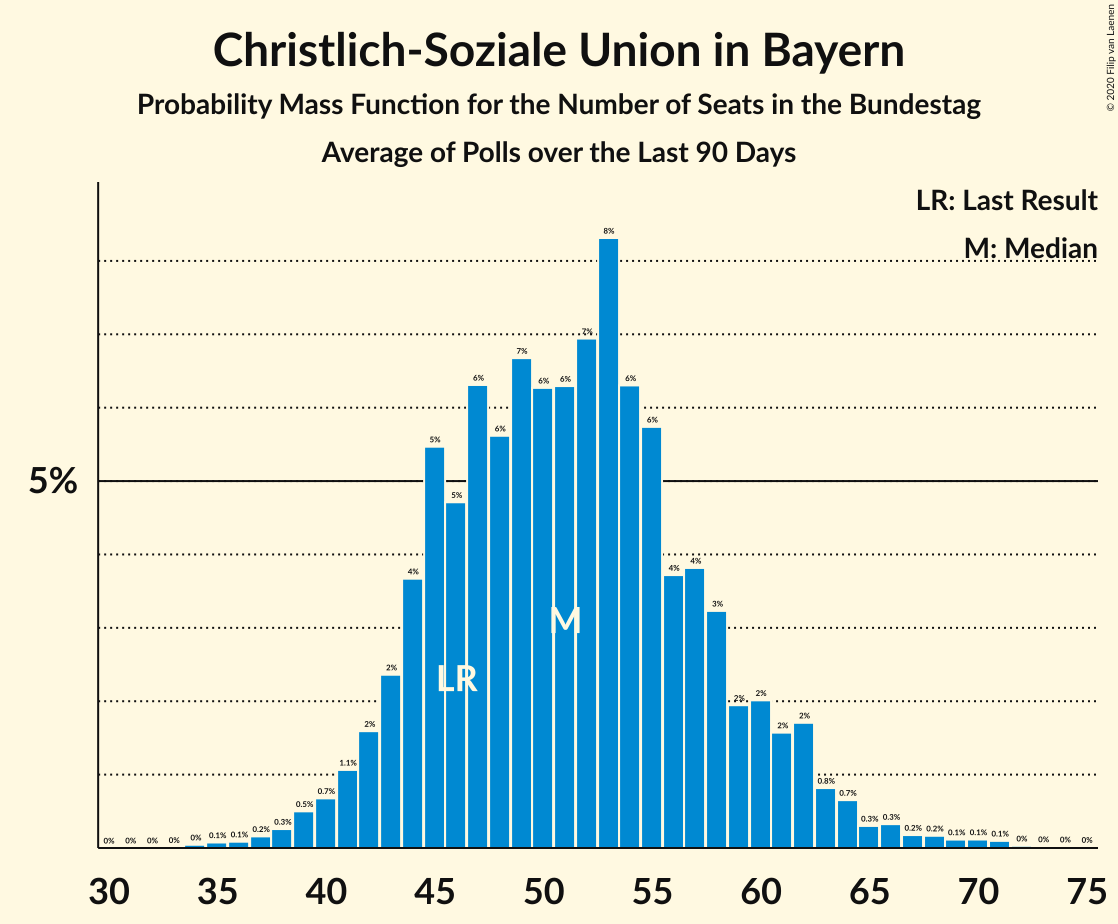 Christlich-Soziale Union in Bayern
Probability Mass Function for the Number of Seats in the Bundestag
Average of Polls over the Last 90 Days
© 2020 Filip van Laenen
LR: Last Result
M: Median
5%
0% 0% 0% 0% 0% 0.1% 0.1% 0.2% 0.3% 0.5% 0.7% 1.1% 2% 2% 4% 5% 5% 6% 6% 7% 6% 6% 7% 8% 6% 6% 4% 4% 3% 2% 2% 2% 2% 0.8% 0.7% 0.3% 0.3% 0.2% 0.2% 0.1% 0.1% 0.1% 0% 0% 0% 0%
M
LR
30 35 40 45 50 55 60 65 70 75